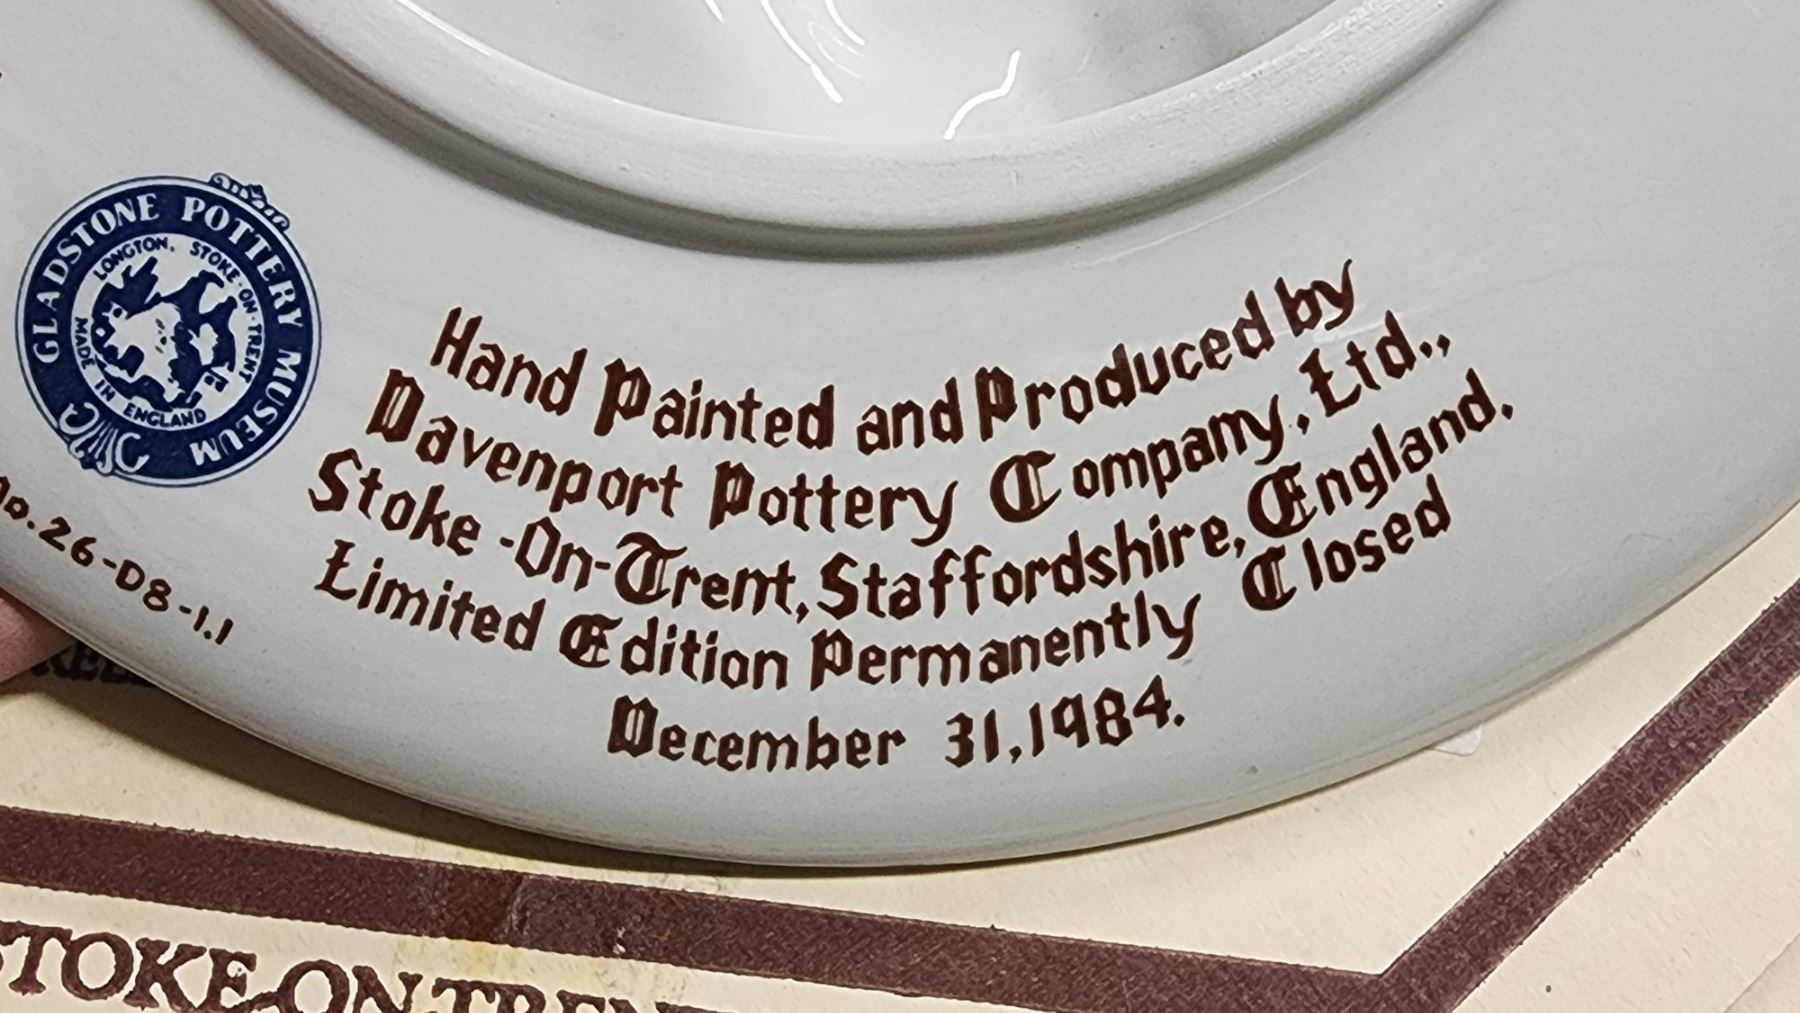 GLADSTONE POTTERY MUSEUM
LONGTON, STOKE-ON-TRENT
MADE IN ENGLAND
No.26-D8-1.1
Hand Painted and Produced by
Davenport Pottery Company, Ltd.,
Stoke-On-Trent, Staffordshire, England.
Limited Edition Permanently Closed
December 31, 1984.
STOKE-ON-TRENT